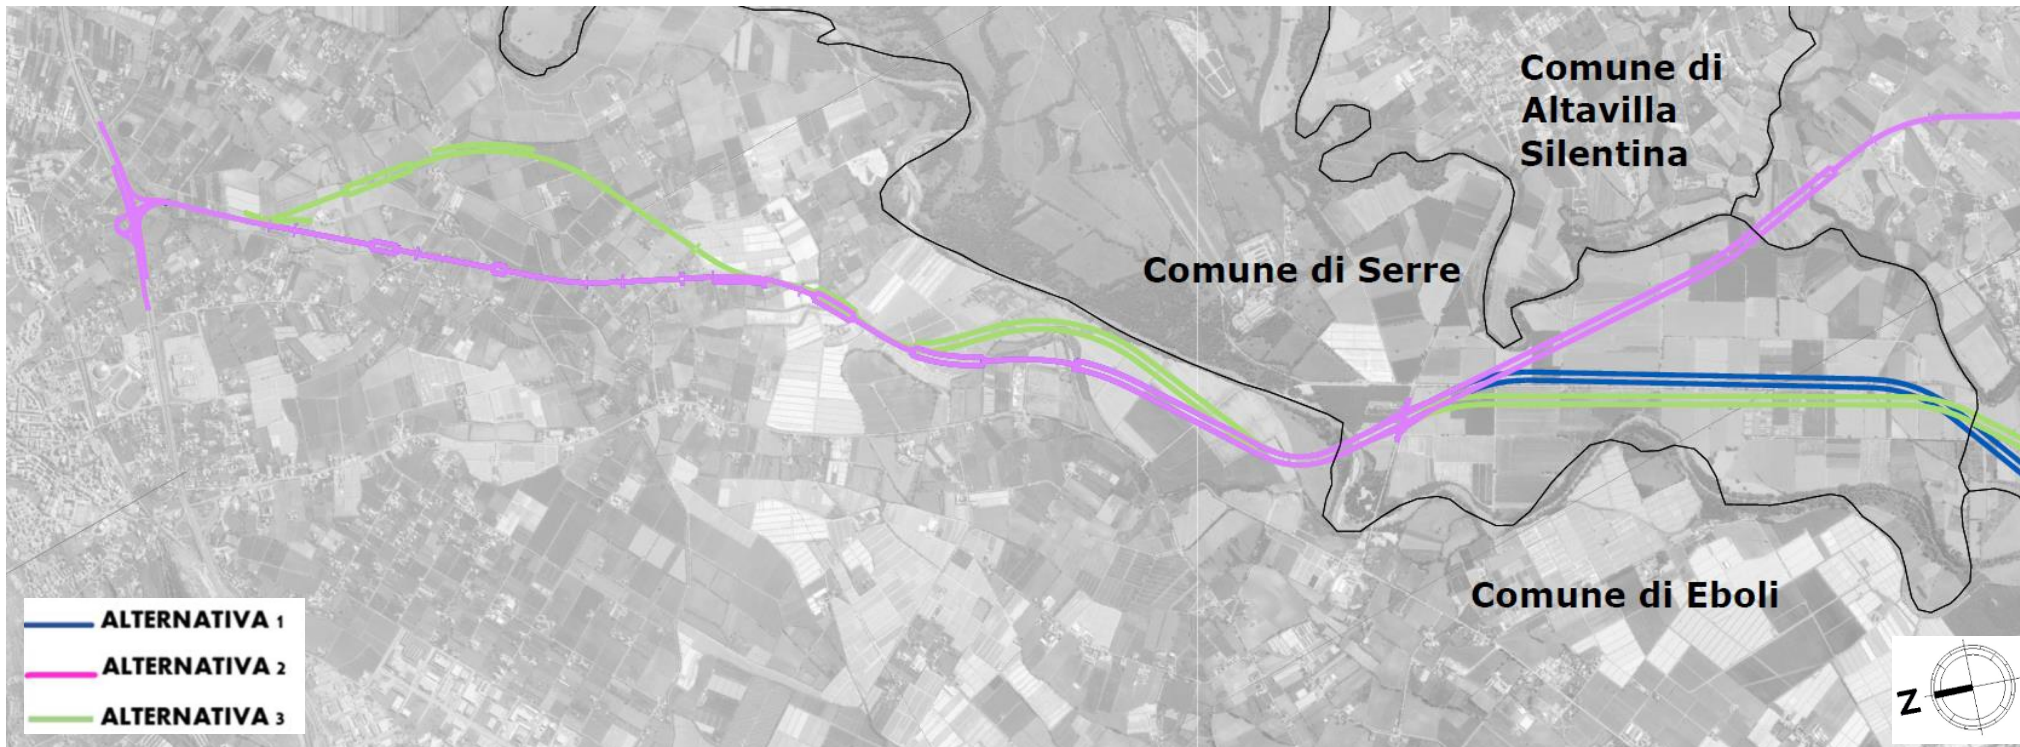 Comune di
Altavilla
Silentina
Comune di Serre
Comune di Eboli
ALTERNATIVA 1
ALTERNATIVA 2
ALTERNATIVA 3
N